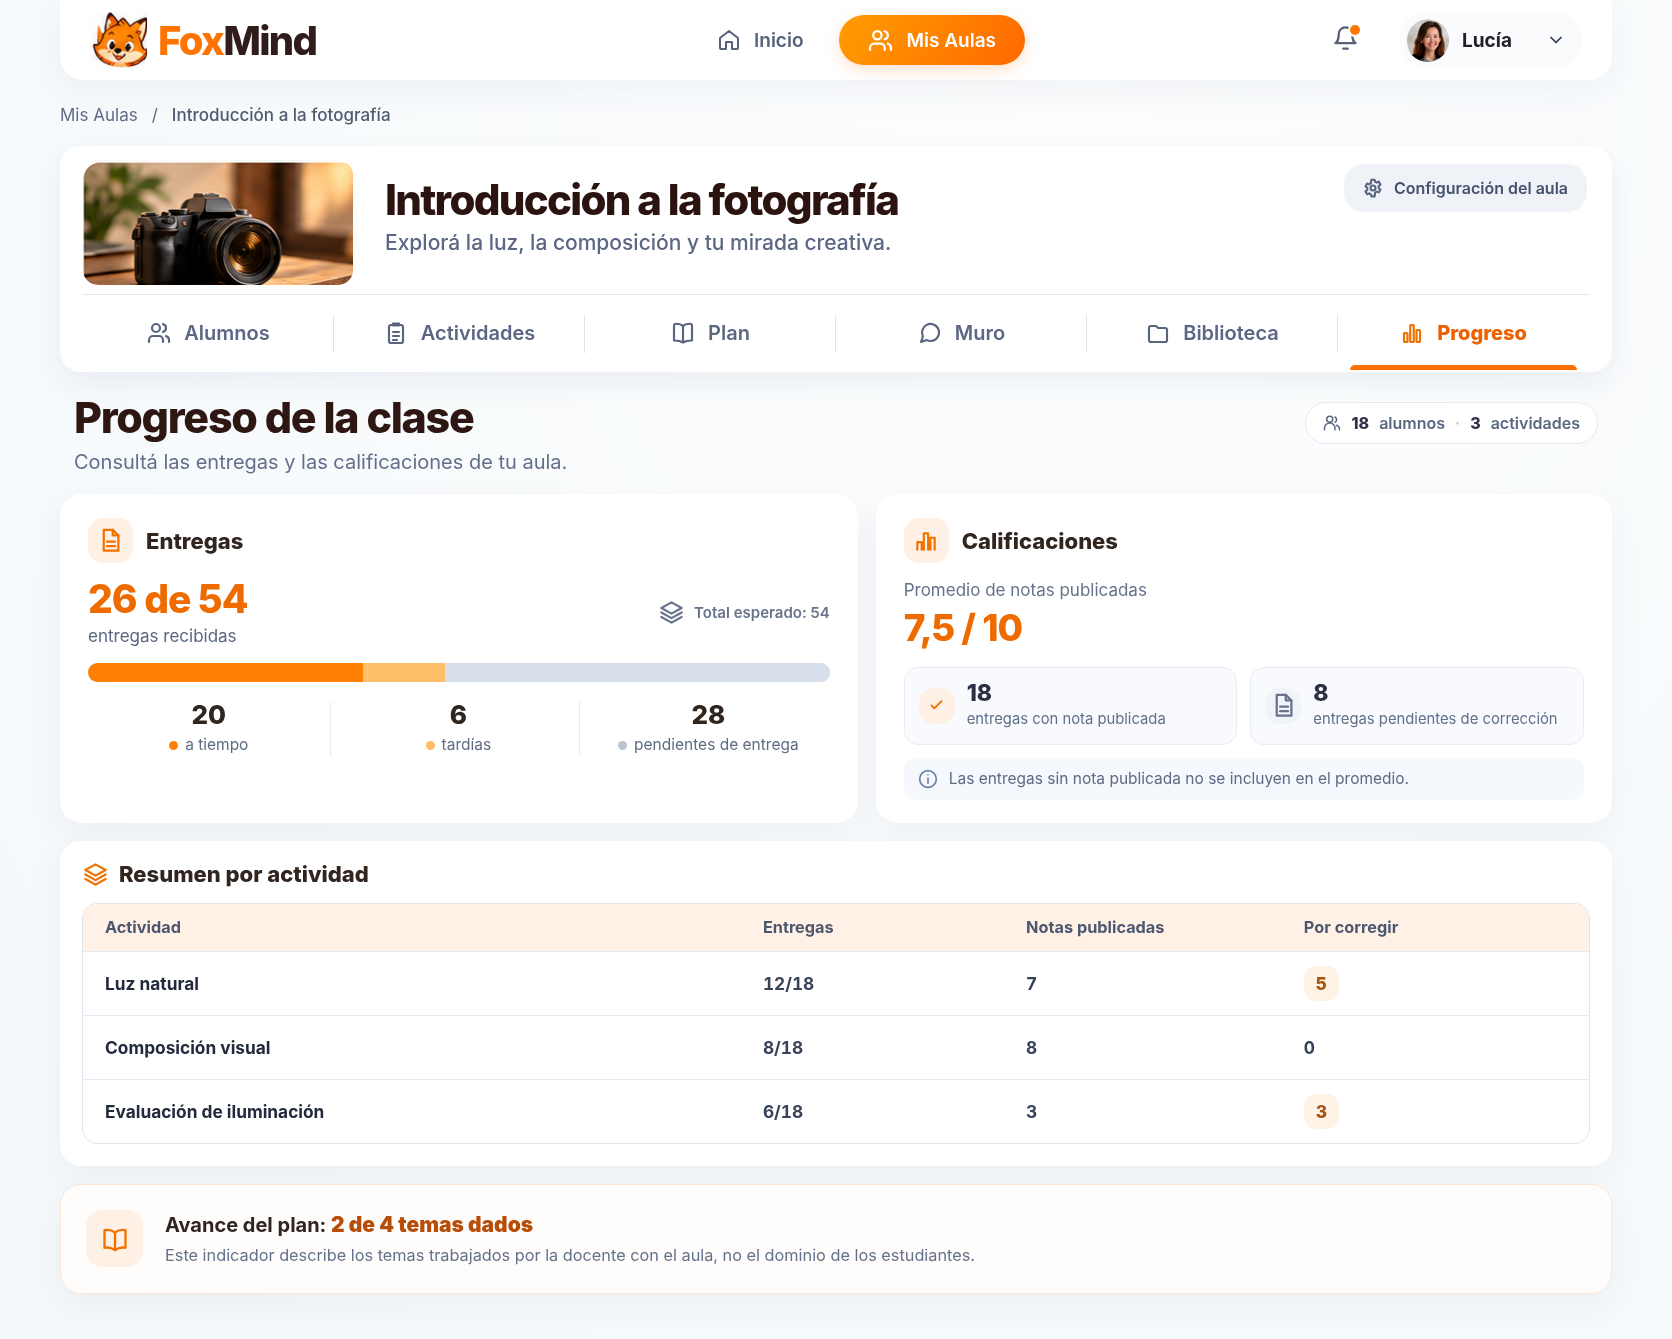 FoxMind
Inicio
Mis Aulas
Lucía
Mis Aulas / Introducción a la fotografía
Introducción a la fotografía
Explorá la luz, la composición y tu mirada creativa.
Configuración del aula
Alumnos
Actividades
Plan
Muro
Biblioteca
Progreso
Progreso de la clase
Consultá las entregas y las calificaciones de tu aula.
18 alumnos · 3 actividades
Entregas
26 de 54
entregas recibidas
Total esperado: 54
20
a tiempo
6
tardías
28
pendientes de entrega
Calificaciones
Promedio de notas publicadas
7,5 / 10
18
entregas con nota publicada
8
entregas pendientes de corrección
Las entregas sin nota publicada no se incluyen en el promedio.
Resumen por actividad
Actividad Entregas Notas publicadas Por corregir
Luz natural 12/18 7 5
Composición visual 8/18 8 0
Evaluación de iluminación 6/18 3 3
Avance del plan: 2 de 4 temas dados
Este indicador describe los temas trabajados por la docente con el aula, no el dominio de los estudiantes.